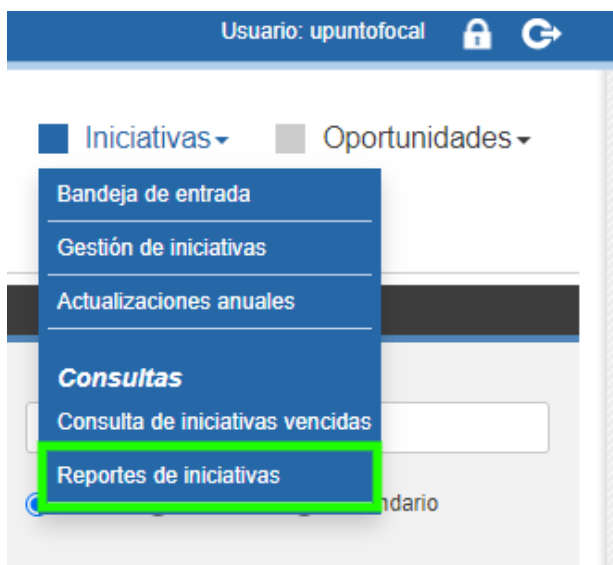 Usuario: upuntofocal
Iniciativas Oportunidades
Bandeja de entrada
Gestión de iniciativas
Actualizaciones anuales
Consultas
Consulta de iniciativas vencidas
Reportes de iniciativas